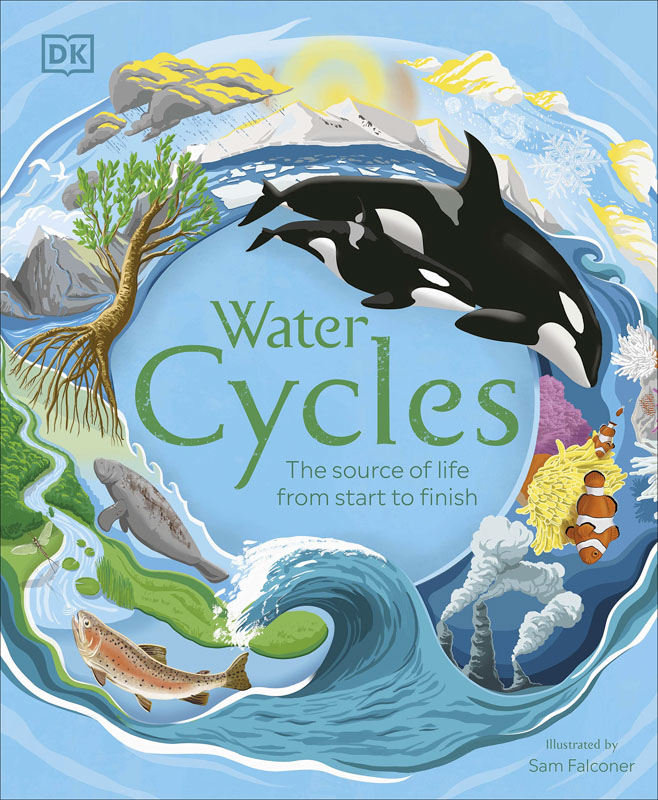 DK
Water
Cycles
The source of life
from start to finish
Illustrated by
Sam Falconer